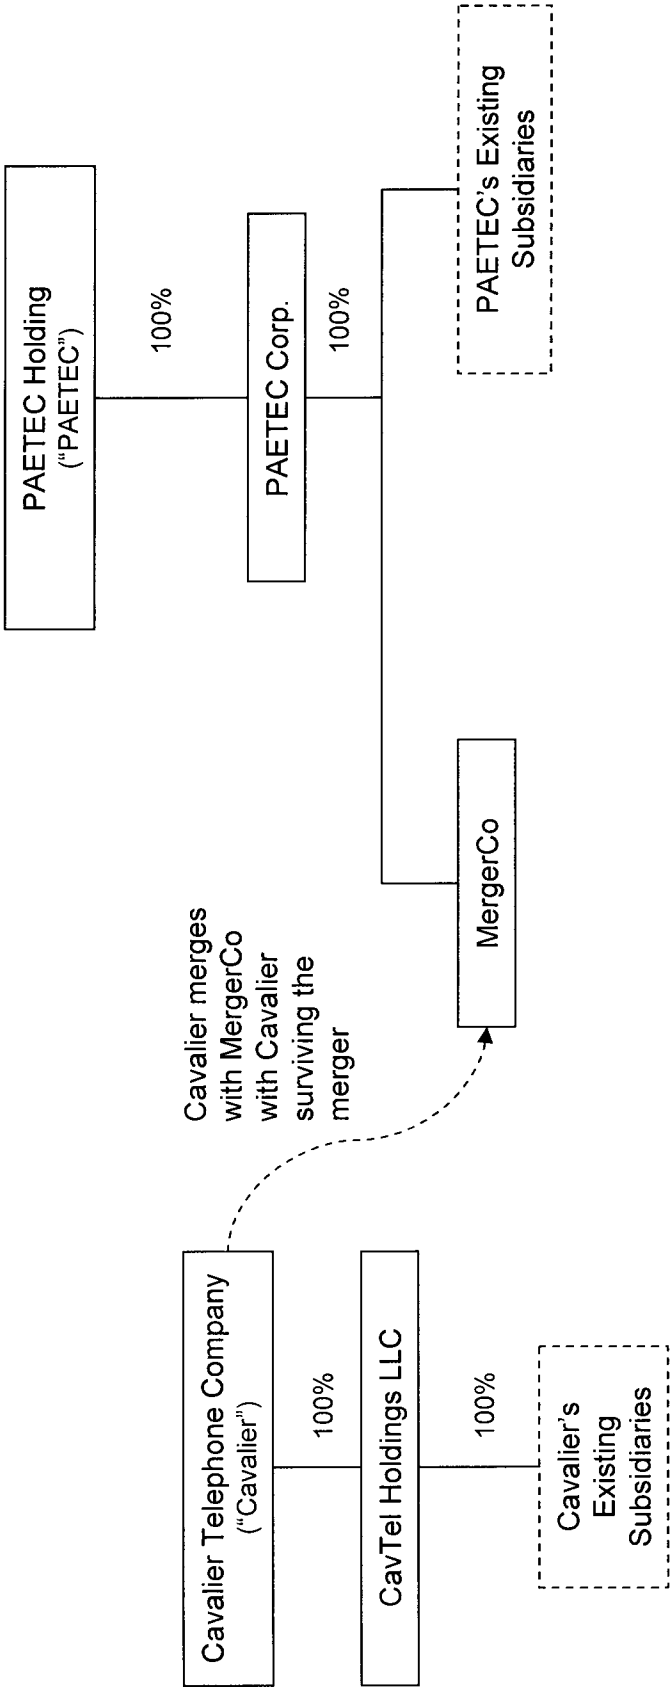 Cavalier Telephone Company
(“Cavalier”)
100%
CavTel Holdings LLC
100%
Cavalier’s
Existing
Subsidiaries
Cavalier merges
with MergerCo
with Cavalier
surviving the
merger
PAETEC Holding
(“PAETEC”)
100%
PAETEC Corp.
100%
MergerCo
PAETEC’s Existing
Subsidiaries